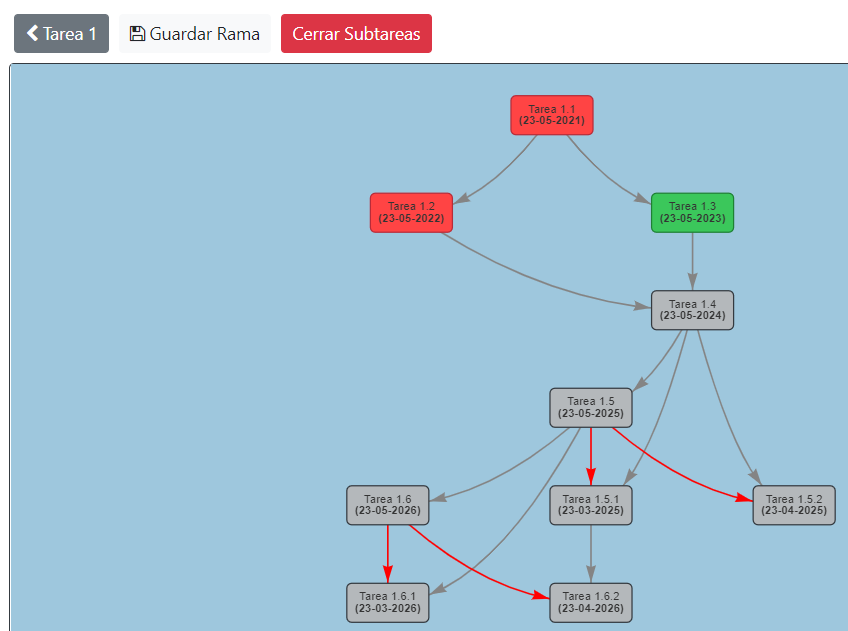 Tarea 1
Guardar Rama
Cerrar Subtareas
Tarea 1.1
(23-05-2021)
Tarea 1.2
(23-05-2022)
Tarea 1.3
(23-05-2023)
Tarea 1.4
(23-05-2024)
Tarea 1.5
(23-05-2025)
Tarea 1.6
(23-05-2026)
Tarea 1.5.1
(23-03-2025)
Tarea 1.5.2
(23-04-2025)
Tarea 1.6.1
(23-03-2026)
Tarea 1.6.2
(23-04-2026)